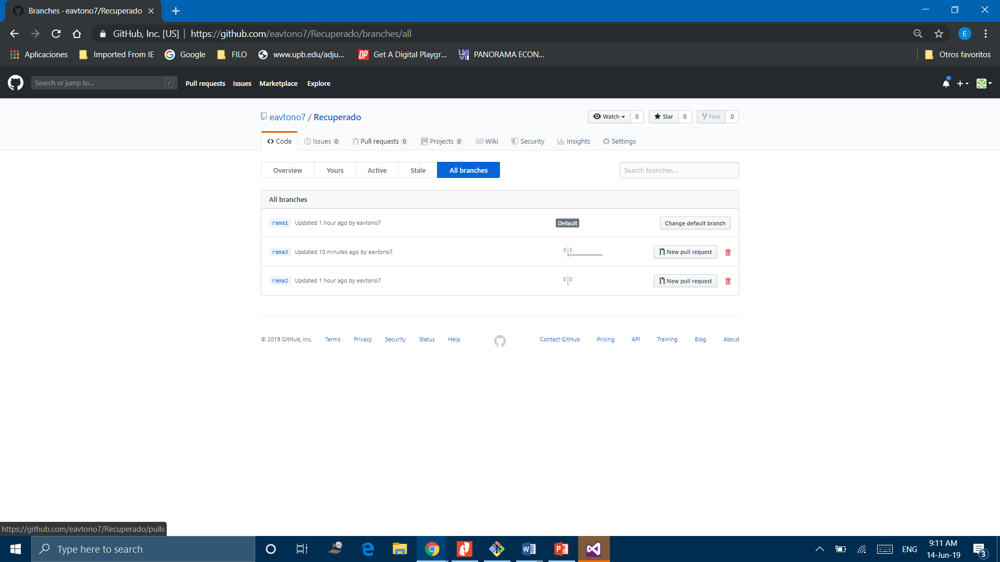 Branches · eavtono7/Recuperado
GitHub, Inc. [US] | https://github.com/eavtono7/Recuperado/branches/all
E
Aplicaciones Imported From IE Google FILO www.upb.edu/adju... DP Get A Digital Playgr... PANORAMA ECON... Otros favoritos
Search or jump to... / Pull requests Issues Marketplace Explore
eavtono7 / Recuperado
Watch 0 Star 0 Fork 0
Code Issues 0 Pull requests 0 Projects 0 Wiki Security Insights Settings
Overview Yours Active Stale All branches Search branches...
All branches
rama1 Updated 1 hour ago by eavtono7 Default Change default branch
rama3 Updated 10 minutes ago by eavtono7 0 5 New pull request
rama2 Updated 1 hour ago by eavtono7 0 0 New pull request
© 2019 GitHub, Inc. Terms Privacy Security Status Help Contact GitHub Pricing API Training Blog About
https://github.com/eavtono7/Recuperado/pulls
Type here to search
ENG
9:11 AM
14-Jun-19
3